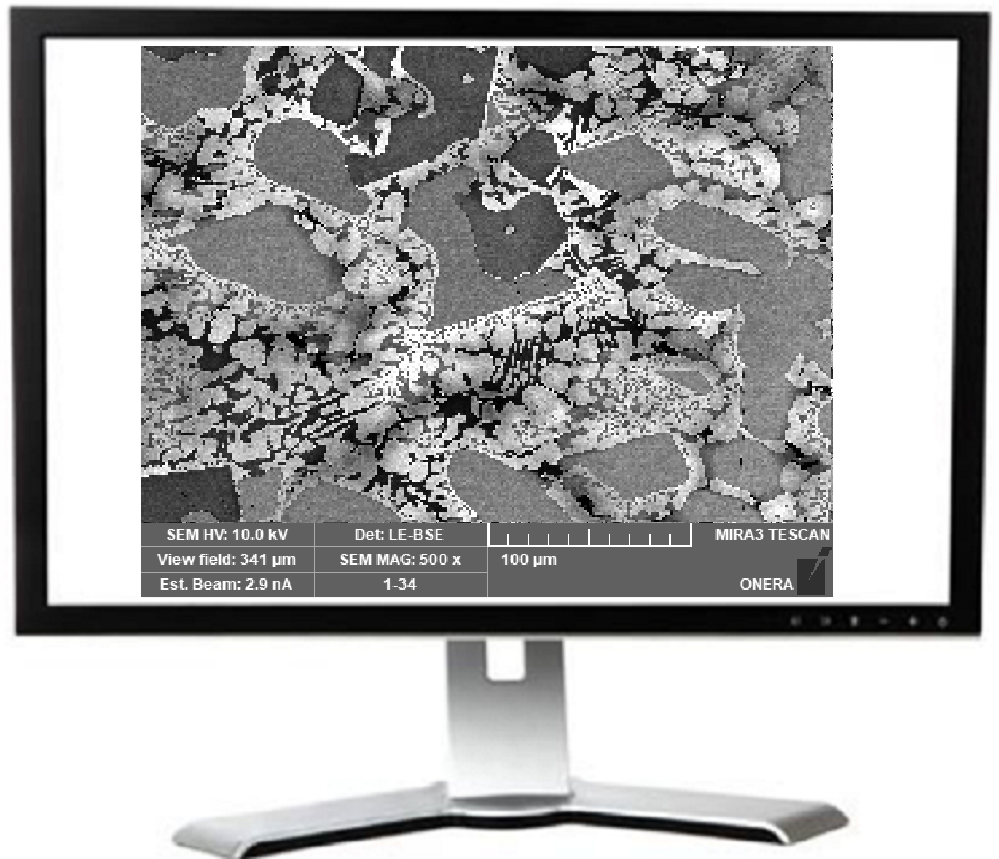 SEM HV: 10.0 kV
Det: LE-BSE
MIRA3 TESCAN
View field: 341 µm
SEM MAG: 500 x
100 µm
Est. Beam: 2.9 nA
1-34
ONERA